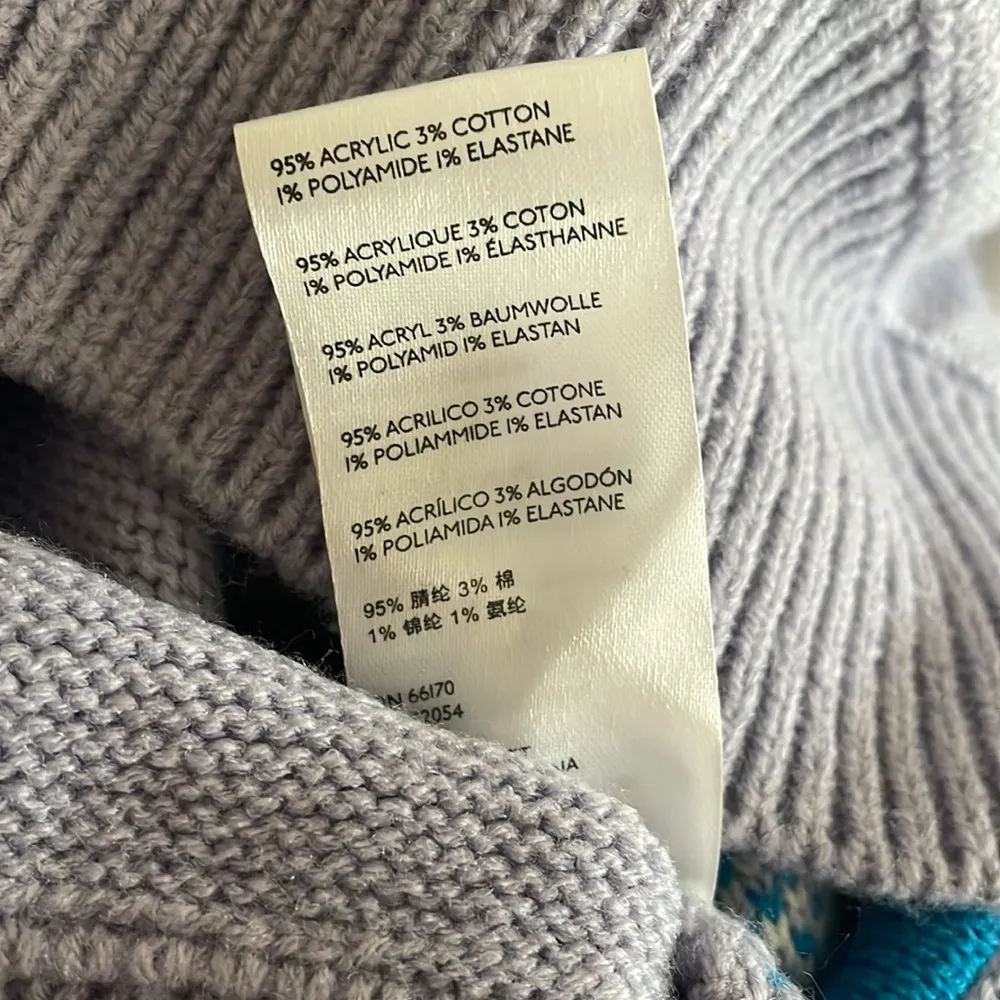 95% ACRYLIC 3% COTTON
1% POLYAMIDE 1% ELASTANE
95% ACRYLIQUE 3% COTON
1% POLYAMIDE 1% ÉLASTHANNE
95% ACRYL 3% BAUMWOLLE
1% POLYAMID 1% ELASTAN
95% ACRILICO 3% COTONE
1% POLIAMMIDE 1% ELASTAN
95% ACRÍLICO 3% ALGODÓN
1% POLIAMIDA 1% ELASTANE
95% 腈纶 3% 棉
1% 锦纶 1% 氨纶
66170